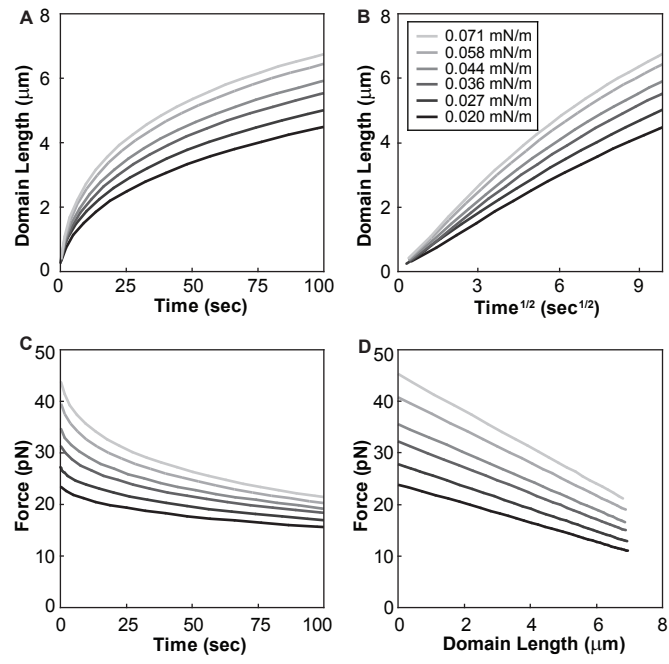 A
8
6
4
2
0
Domain Length (μm)
0 25 50 75 100
Time (sec)
B
8
6
4
2
0
Domain Length (μm)
0.071 mN/m
0.058 mN/m
0.044 mN/m
0.036 mN/m
0.027 mN/m
0.020 mN/m
0 3 6 9
Time¹/² (sec¹/²)
C
50
40
30
20
10
0
Force (pN)
0 25 50 75 100
Time (sec)
D
50
40
30
20
10
0
Force (pN)
0 2 4 6 8
Domain Length (μm)